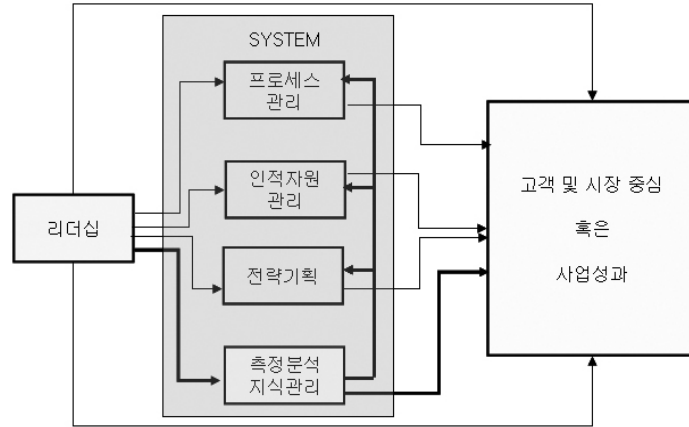 SYSTEM
프로세스
관리
인적자원
관리
리더십
전략기획
측정분석
지식관리
고객 및 시장 중심
혹은
사업성과